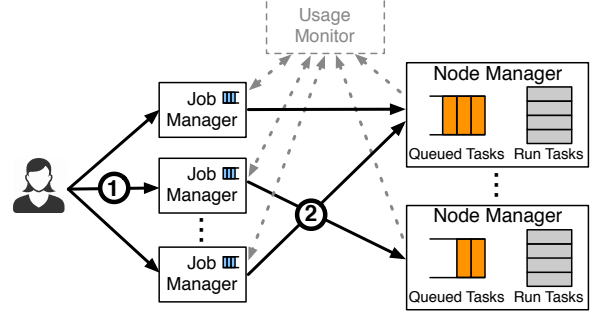 Usage
Monitor
Job
Manager
1
Job
Manager
Job
Manager
2
Node Manager
Queued Tasks Run Tasks
Node Manager
Queued Tasks Run Tasks